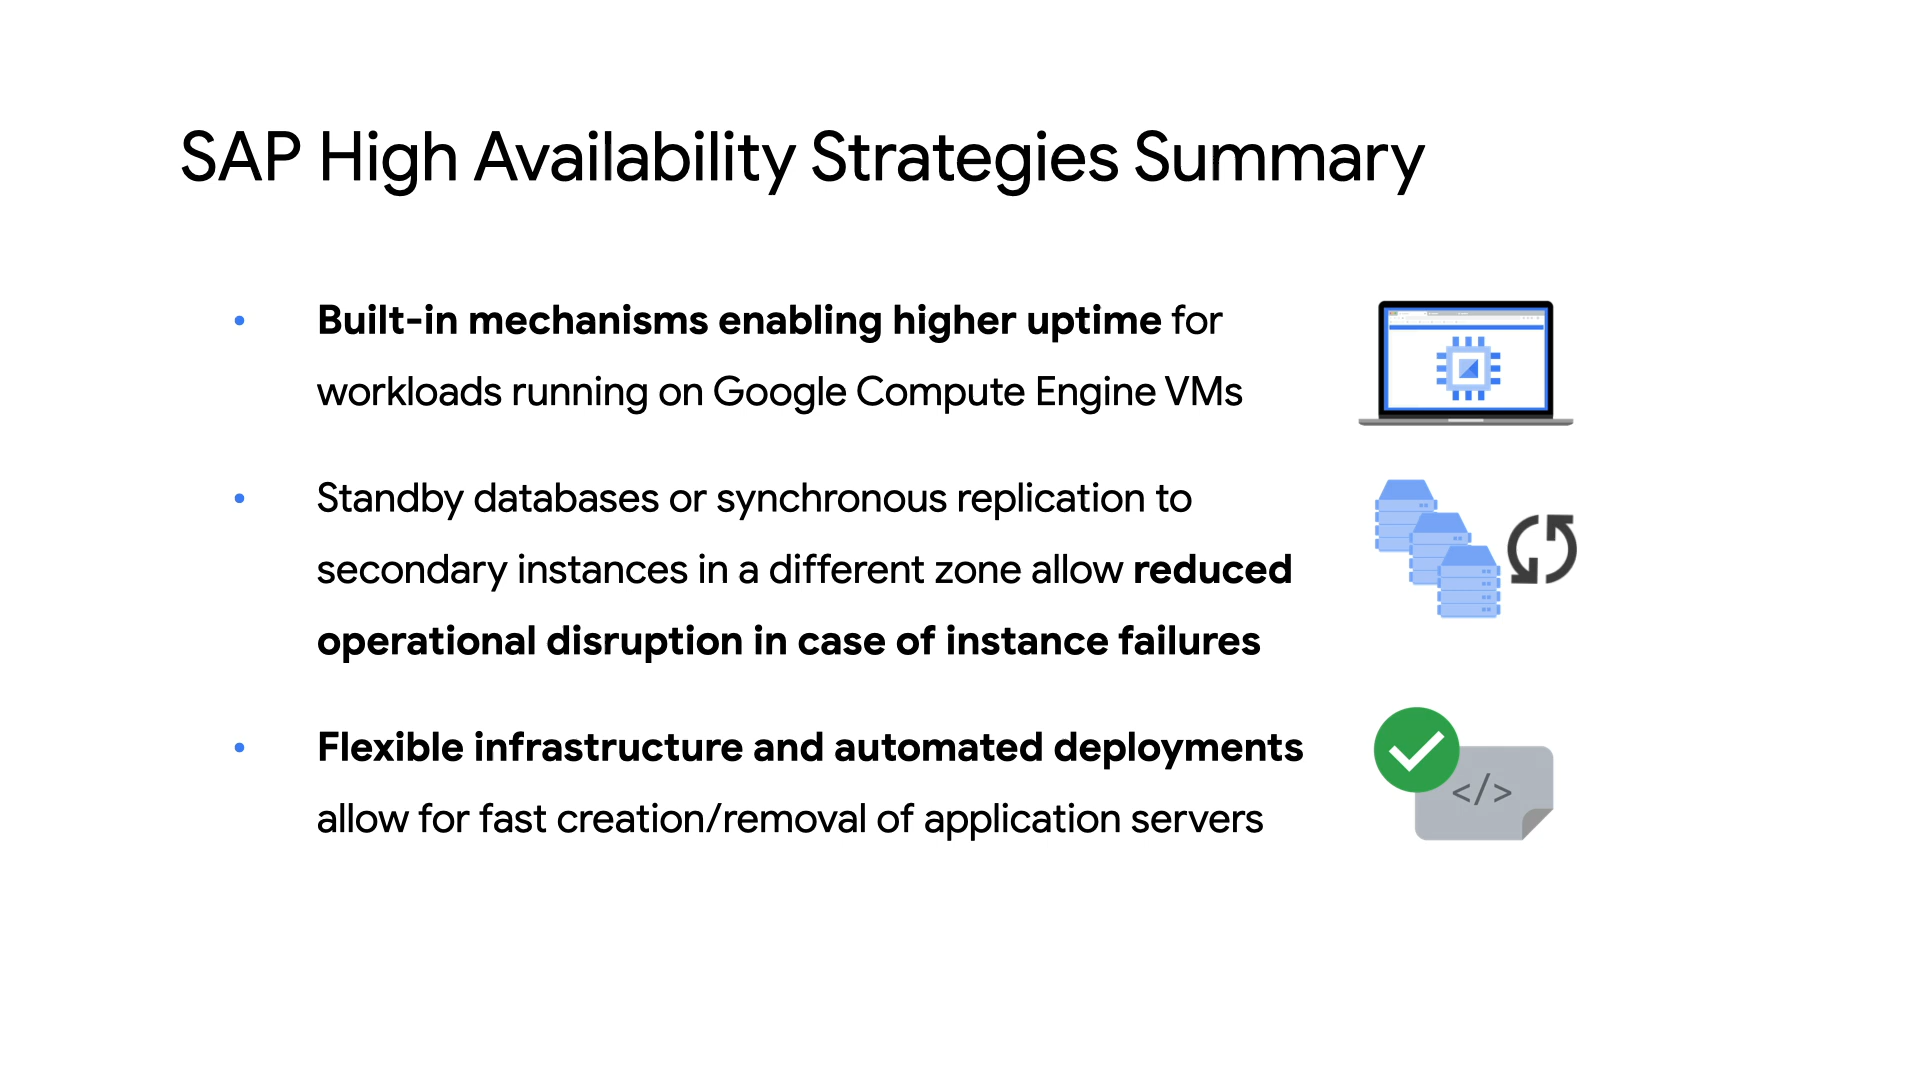 SAP High Availability Strategies Summary
• Built-in mechanisms enabling higher uptime for
workloads running on Google Compute Engine VMs
• Standby databases or synchronous replication to
secondary instances in a different zone allow reduced
operational disruption in case of instance failures
• Flexible infrastructure and automated deployments
allow for fast creation/removal of application servers
</>